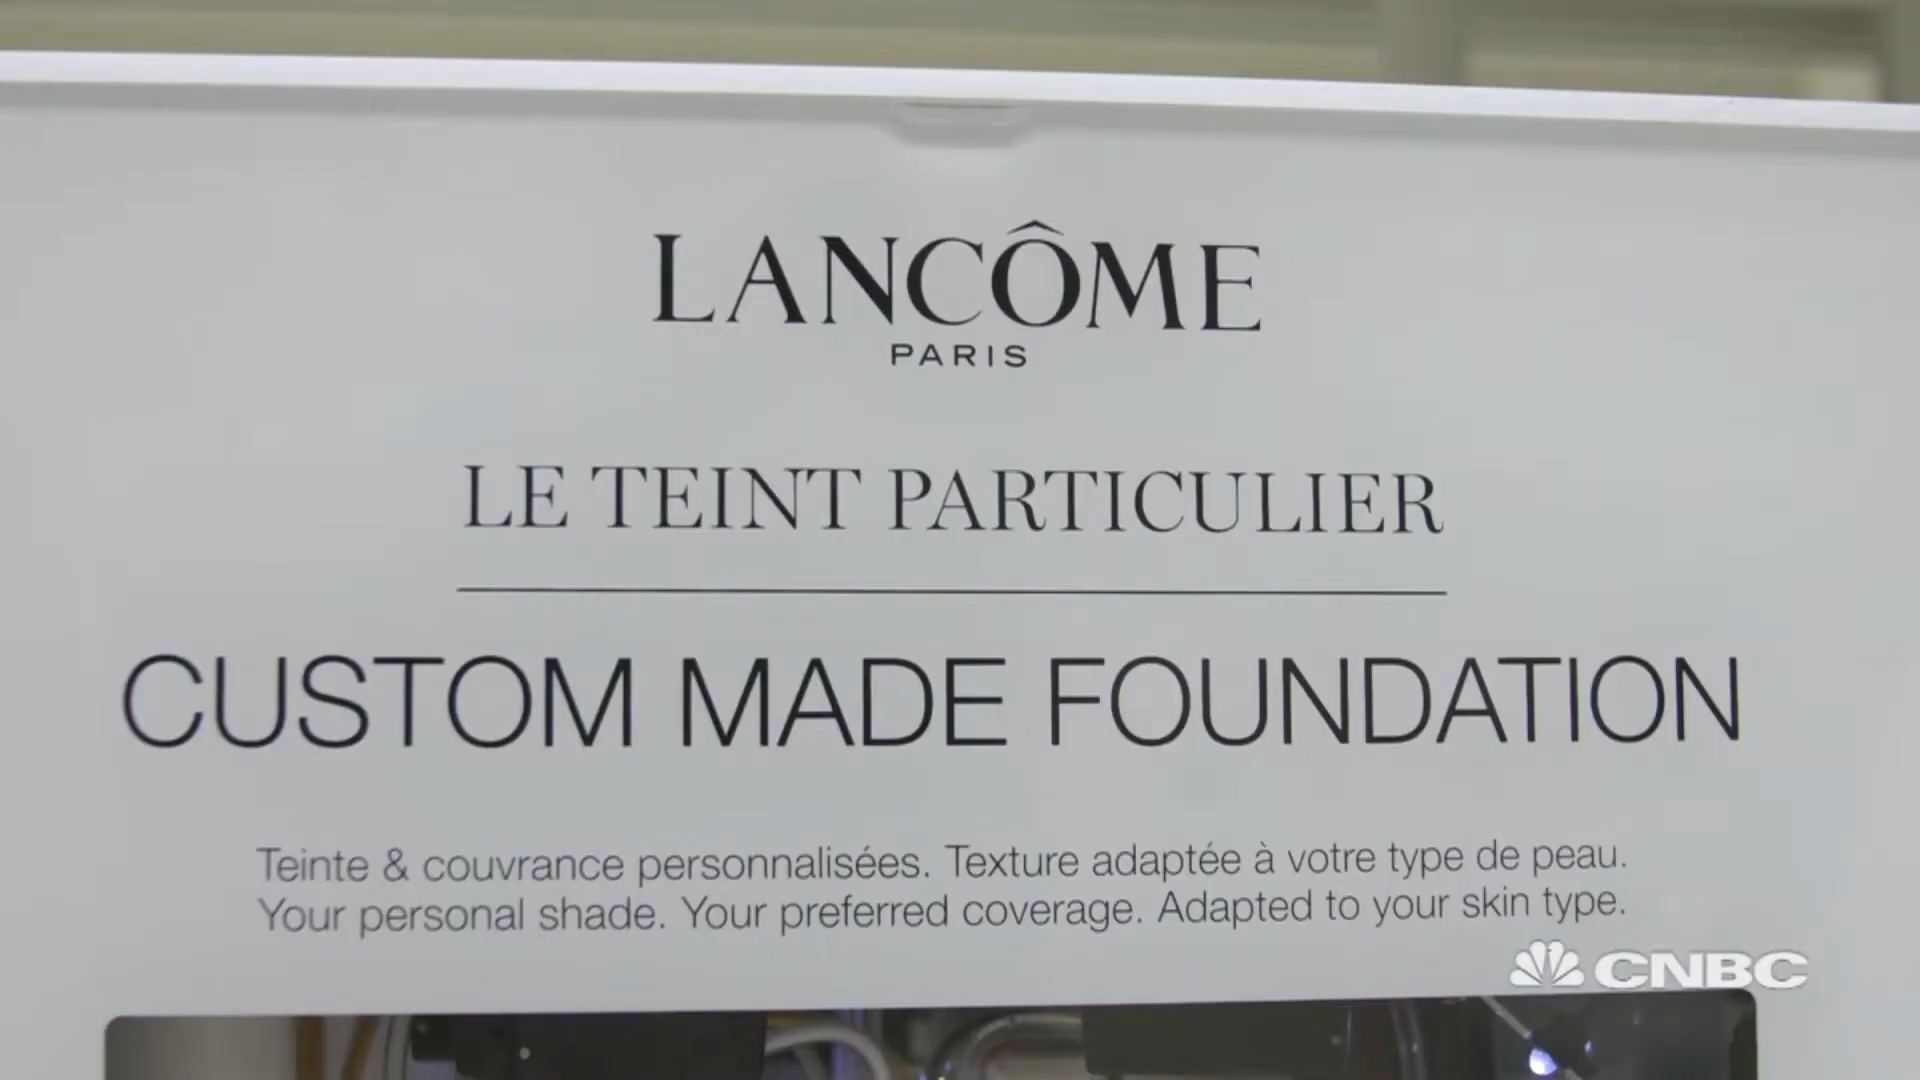 LANCÔME
PARIS
LE TEINT PARTICULIER
CUSTOM MADE FOUNDATION
Teinte & couvrance personnalisées. Texture adaptée à votre type de peau.
Your personal shade. Your preferred coverage. Adapted to your skin type.
CNBC